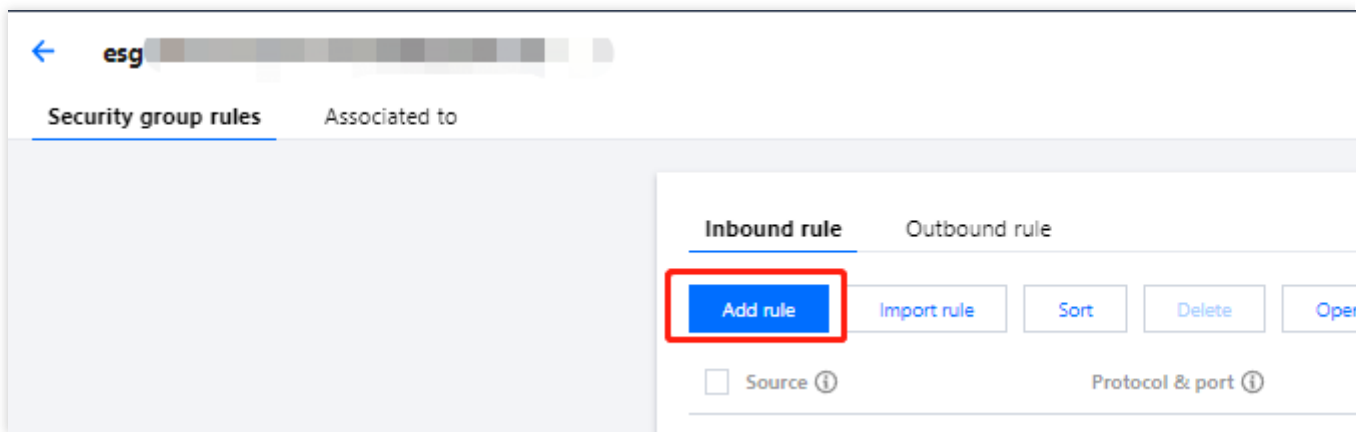 esg
Security group rules Associated to
Inbound rule Outbound rule
Add rule Import rule Sort Delete
Source Protocol & port